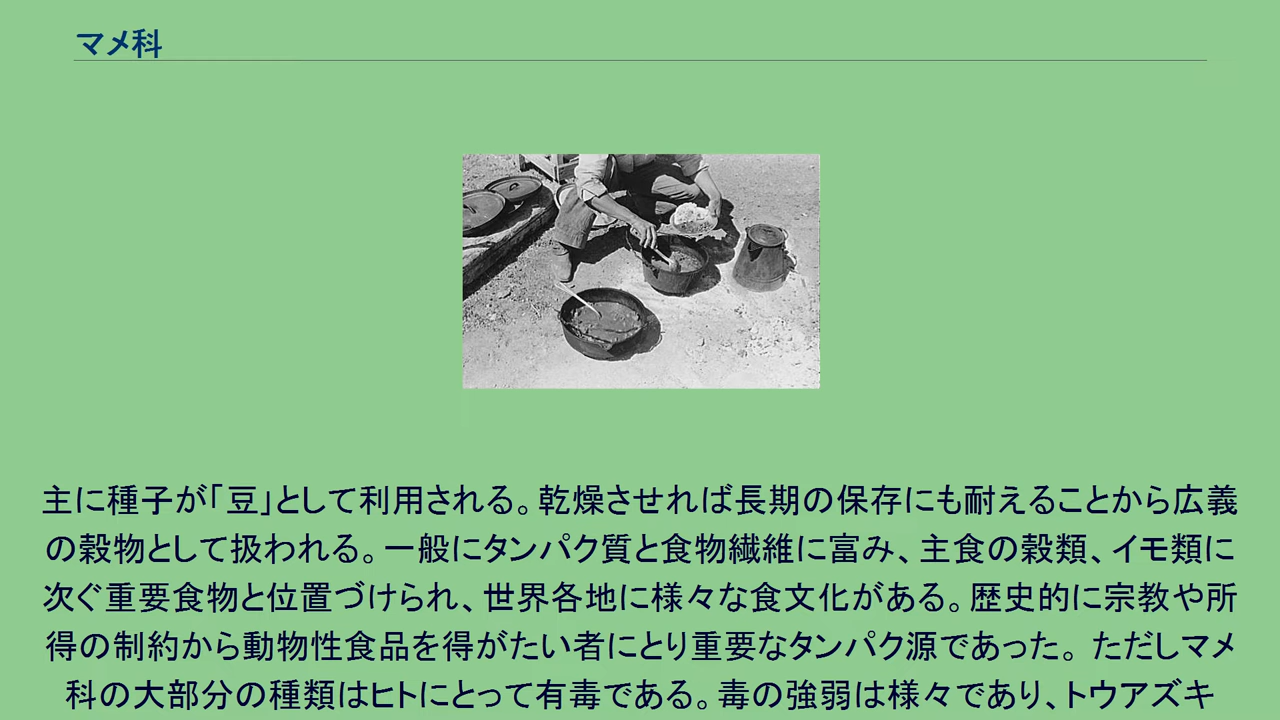 マメ科
主に種子が｢豆｣として利用される。乾燥させれば長期の保存にも耐えることから広義
の穀物として扱われる。一般にタンパク質と食物繊維に富み、主食の穀類、イモ類に
次ぐ重要食物と位置づけられ、世界各地に様々な食文化がある。歴史的に宗教や所
得の制約から動物性食品を得がたい者にとり重要なタンパク源であった。ただしマメ
科の大部分の種類はヒトにとって有毒である。毒の強弱は様々であり、トウアズキ